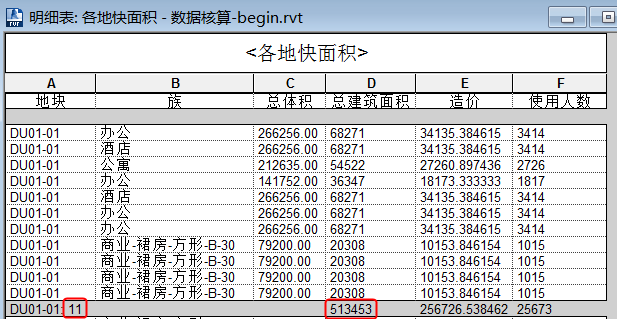 明细表: 各地快面积 - 数据核算-begin.rvt
<各地快面积>
A B C D E F
地块 族 总体积 总建筑面积 造价 使用人数
DU01-01 办公 266256.00 68271 34135.384615 3414
DU01-01 酒店 266256.00 68271 34135.384615 3414
DU01-01 公寓 212635.00 54522 27260.897436 2726
DU01-01 办公 141752.00 36347 18173.333333 1817
DU01-01 酒店 266256.00 68271 34135.384615 3414
DU01-01 办公 266256.00 68271 34135.384615 3414
DU01-01 办公 266256.00 68271 34135.384615 3414
DU01-01 商业-裙房-方形-B-30 79200.00 20308 10153.846154 1015
DU01-01 商业-裙房-方形-B-30 79200.00 20308 10153.846154 1015
DU01-01 商业-裙房-方形-B-30 79200.00 20308 10153.846154 1015
DU01-01 商业-裙房-方形-B-30 79200.00 20308 10153.846154 1015
DU01-01: 11 513453 256726.538462 25673